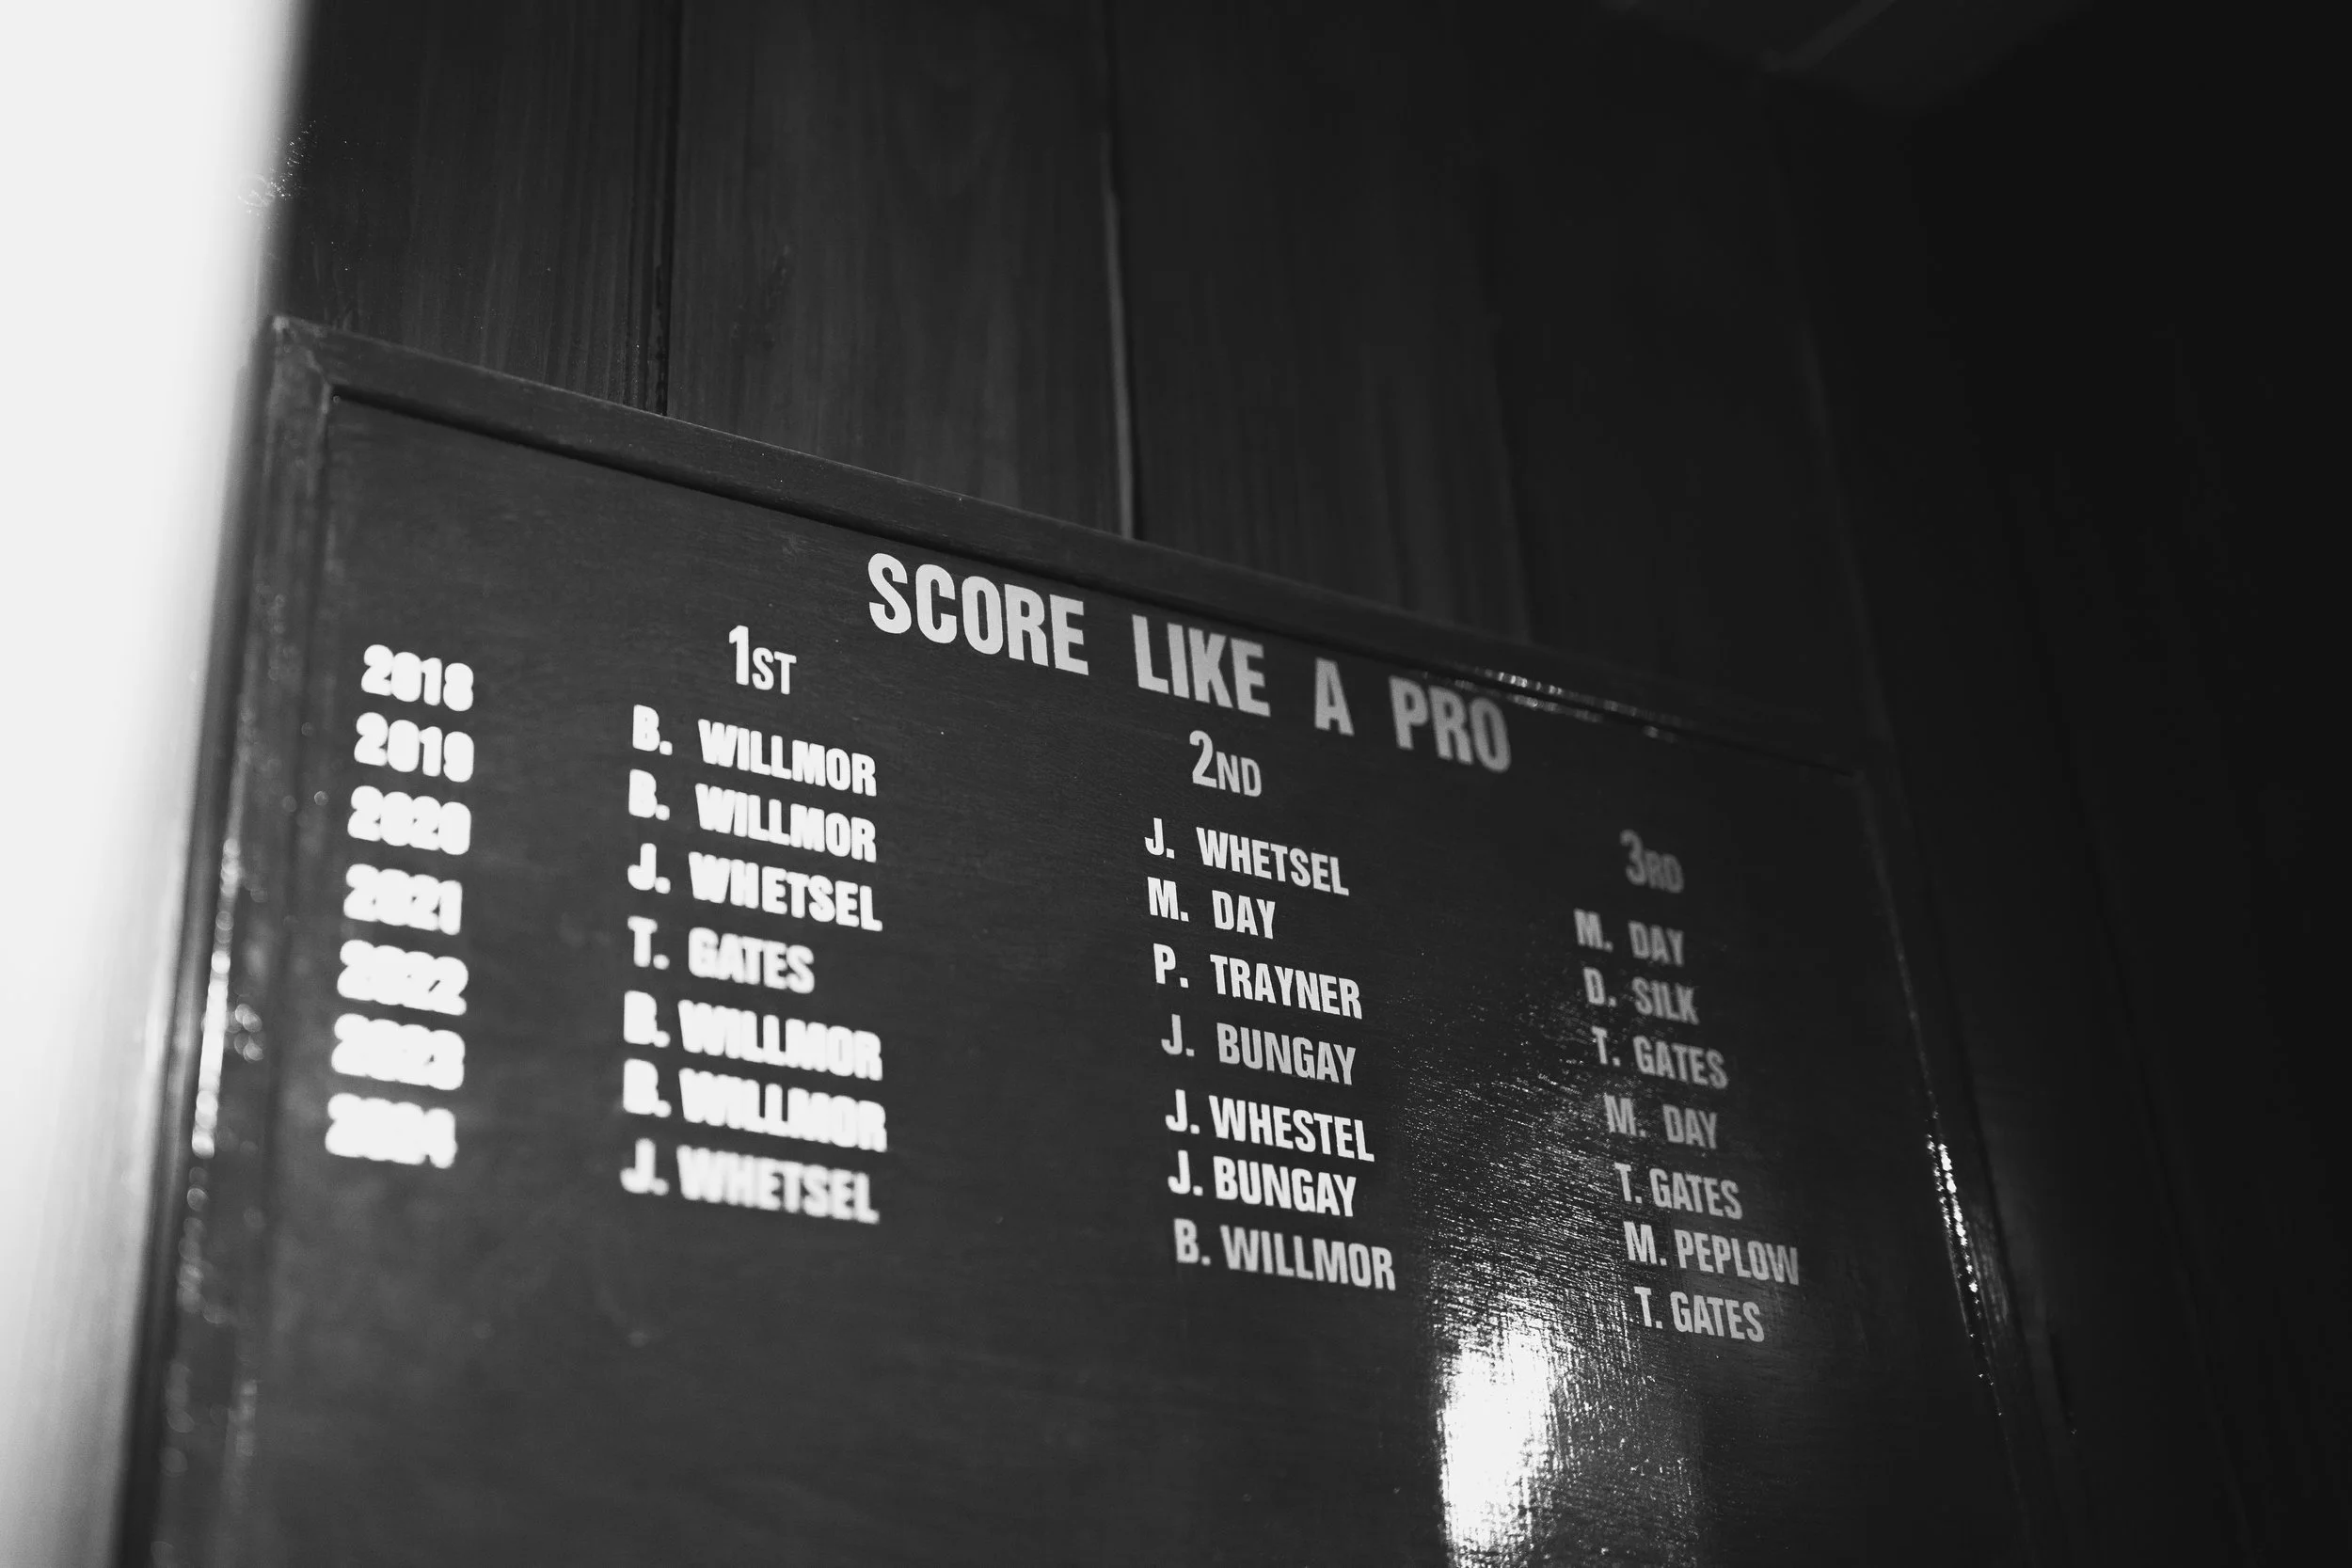 SCORE LIKE A PRO
1ST 2ND 3RD
2018 B. WILLMOR J. WHETSEL M. DAY
2019 B. WILLMOR M. DAY D. SILK
2020 J. WHETSEL P. TRAYNER T. GATES
2021 T. GATES J. BUNGAY M. DAY
2022 B. WILLMOR J. WHESTEL T. GATES
2023 B. WILLMOR J. BUNGAY M. PEPLOW
2024 J. WHETSEL B. WILLMOR T. GATES